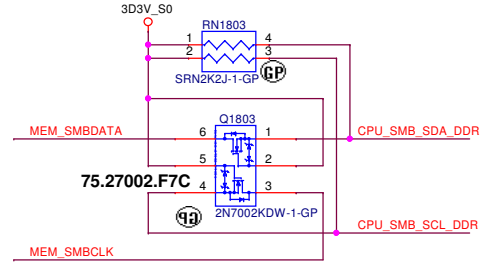 3D3V_S0
RN1803
1 4
2 3
SRN2K2J-1-GP GP
Q1803
MEM_SMBDATA 6 1 CPU_SMB_SDA_DDR
5 2
75.27002.F7C 4 3
GP 2N7002KDW-1-GP
CPU_SMB_SCL_DDR
MEM_SMBCLK